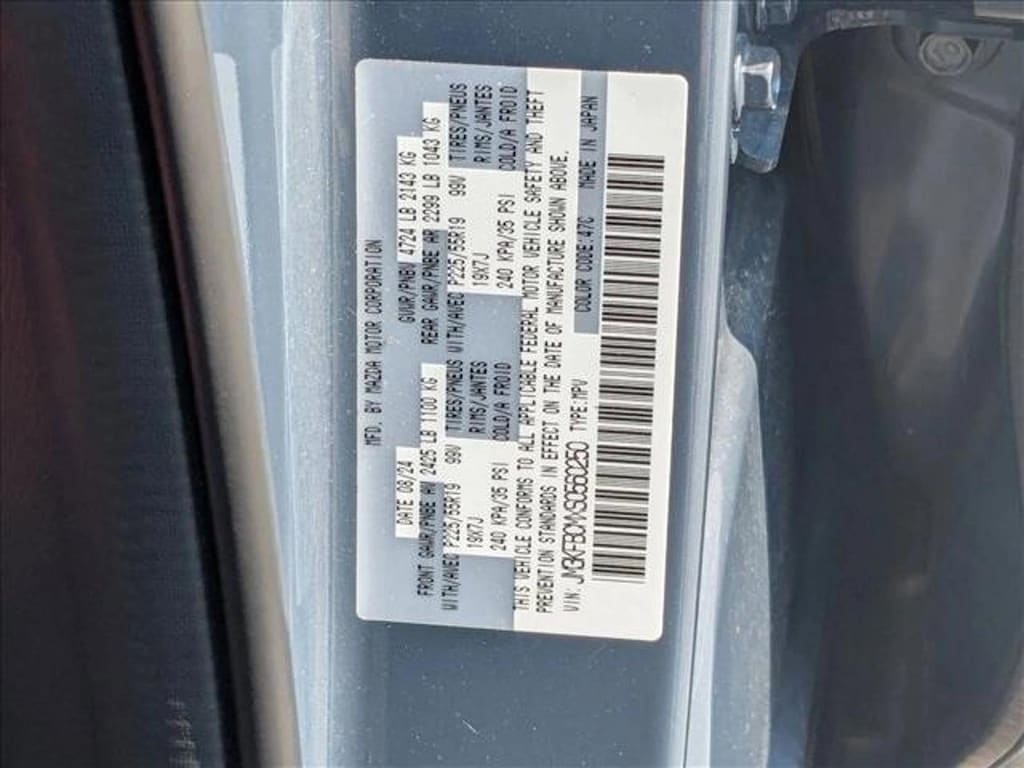 MFD. BY MAZDA MOTOR CORPORATION
DATE 08/24 GVWR/PNBV 4724 LB 2143 KG
FRONT GAWR/PNBE AV 2425 LB 1100 KG REAR GAWR/PNBE AR 2299 LB 1043 KG
WITH/AVEC P225/55R19 99V TIRES/PNEUS WITH/AVEC P225/55R19 99V TIRES/PNEUS
19X7J RIMS/JANTES 19X7J RIMS/JANTES
240 KPA/35 PSI COLD/A FROID 240 KPA/35 PSI COLD/A FROID
THIS VEHICLE CONFORMS TO ALL APPLICABLE FEDERAL MOTOR VEHICLE SAFETY AND THEFT
PREVENTION STANDARDS IN EFFECT ON THE DATE OF MANUFACTURE SHOWN ABOVE.
VIN: JM3KFBCMXS0560250 TYPE:MPV COLOR CODE:47C MADE IN JAPAN